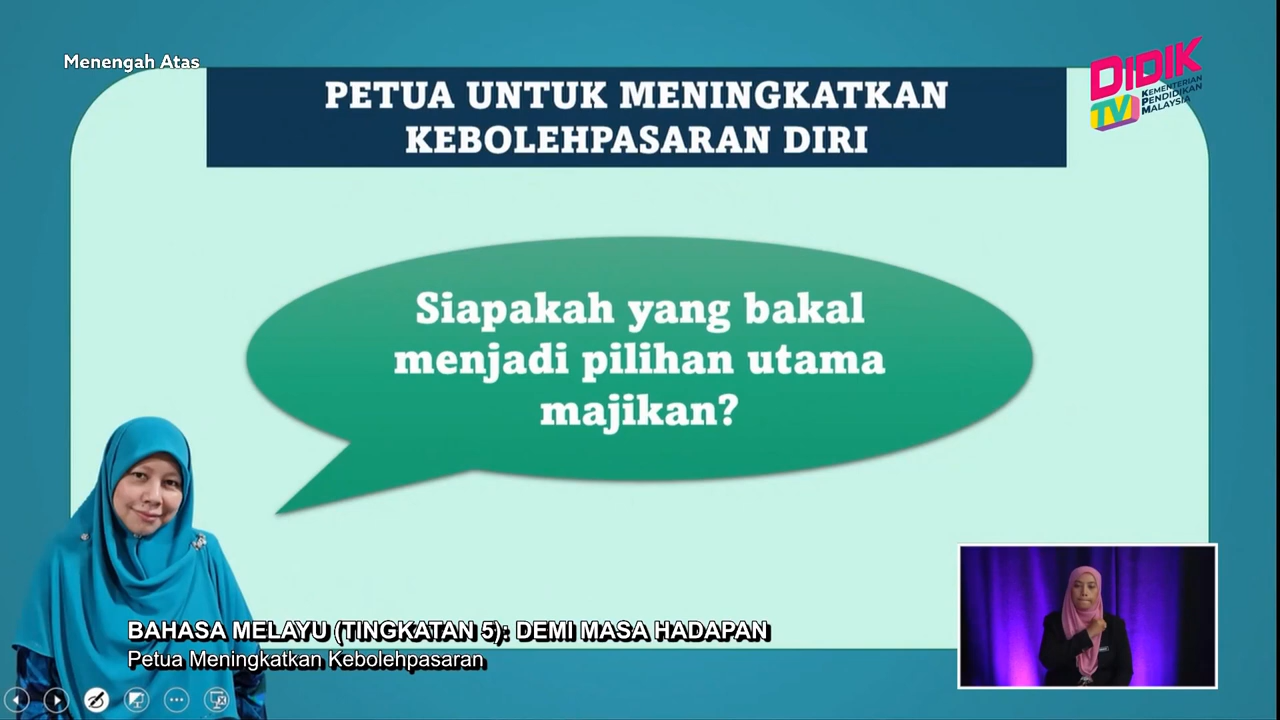 Menengah Atas
DIDIK
TV
KEMENTERIAN
PENDIDIKAN
MALAYSIA
PETUA UNTUK MENINGKATKAN
KEBOLEHPASARAN DIRI
Siapakah yang bakal
menjadi pilihan utama
majikan?
BAHASA MELAYU (TINGKATAN 5): DEMI MASA HADAPAN
Petua Meningkatkan Kebolehpasaran